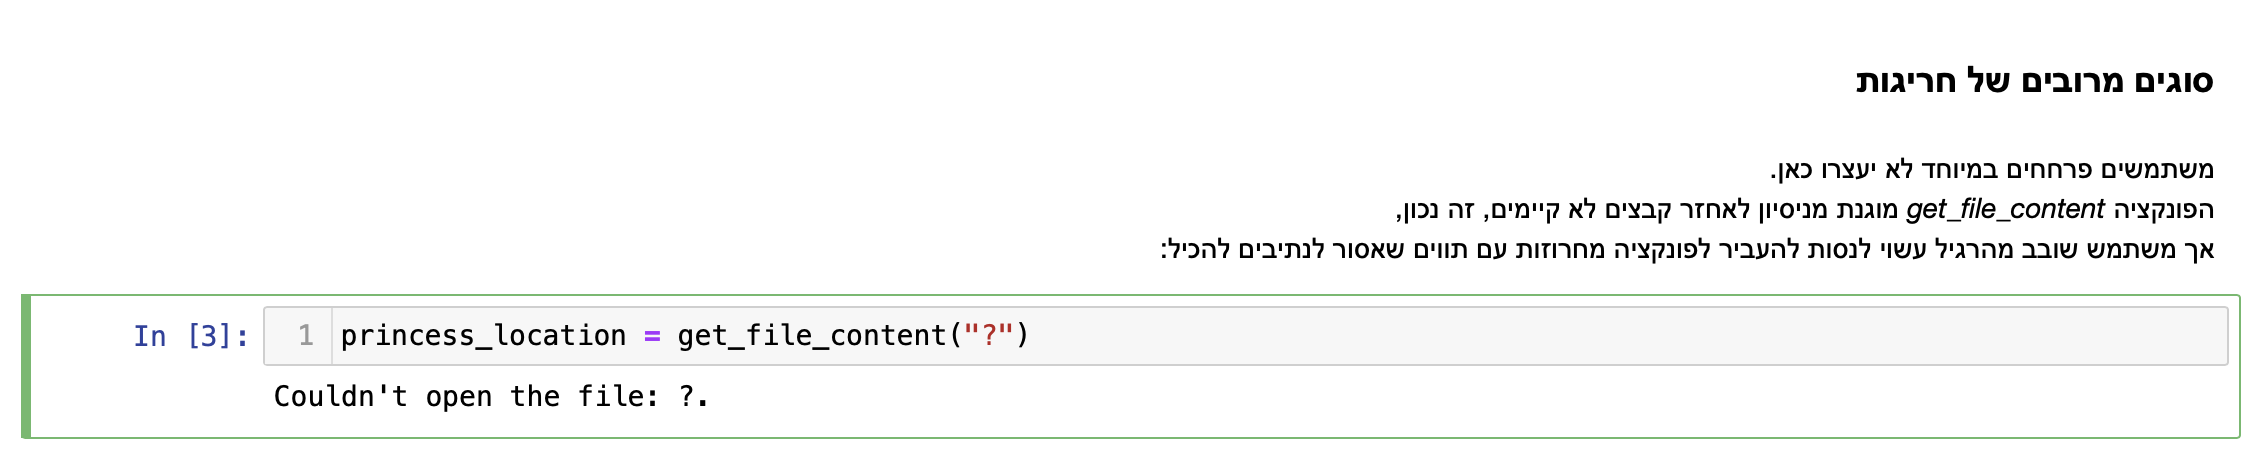 סוגים מרובים של חריגות
משתמשים פרחחים במיוחד לא יעצרו כאן.
הפונקציה get_file_content מוגנת מניסיון לאחזר קבצים לא קיימים, זה נכון,
אך משתמש שובב מהרגיל עשוי לנסות להעביר לפונקציה מחרוזות עם תווים שאסור לנתיבים להכיל:
In [3]: 1 princess_location = get_file_content("?")
Couldn't open the file: ?.